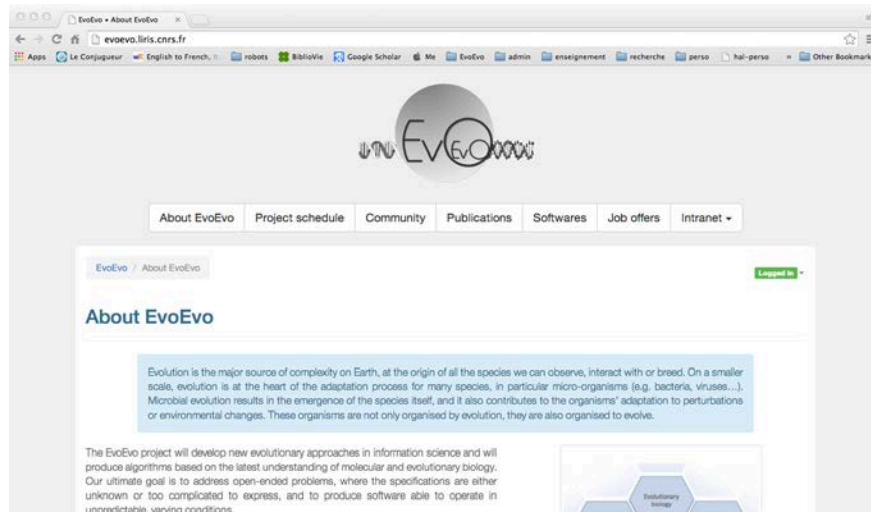 EvoEvo • About EvoEvo
evoevo.liris.cnrs.fr
Apps Le Conjugueur English to French, robots BiblioVie Google Scholar Me EvoEvo admin enseignement recherche perso hal-perso » Other Bookmark
EvoEvo
About EvoEvo Project schedule Community Publications Softwares Job offers Intranet
EvoEvo / About EvoEvo
Logged in
About EvoEvo
Evolution is the major source of complexity on Earth, at the origin of all the species we can observe, interact with or breed. On a smaller
scale, evolution is at the heart of the adaptation process for many species, in particular micro-organisms (e.g. bacteria, viruses…).
Microbial evolution results in the emergence of the species itself, and it also contributes to the organisms' adaptation to perturbations
or environmental changes. These organisms are not only organised by evolution, they are also organised to evolve.
The EvoEvo project will develop new evolutionary approaches in information science and will
produce algorithms based on the latest understanding of molecular and evolutionary biology.
Our ultimate goal is to address open-ended problems, where the specifications are either
unknown or too complicated to express, and to produce software able to operate in
unpredictable, varying conditions.
Evolutionary
biology